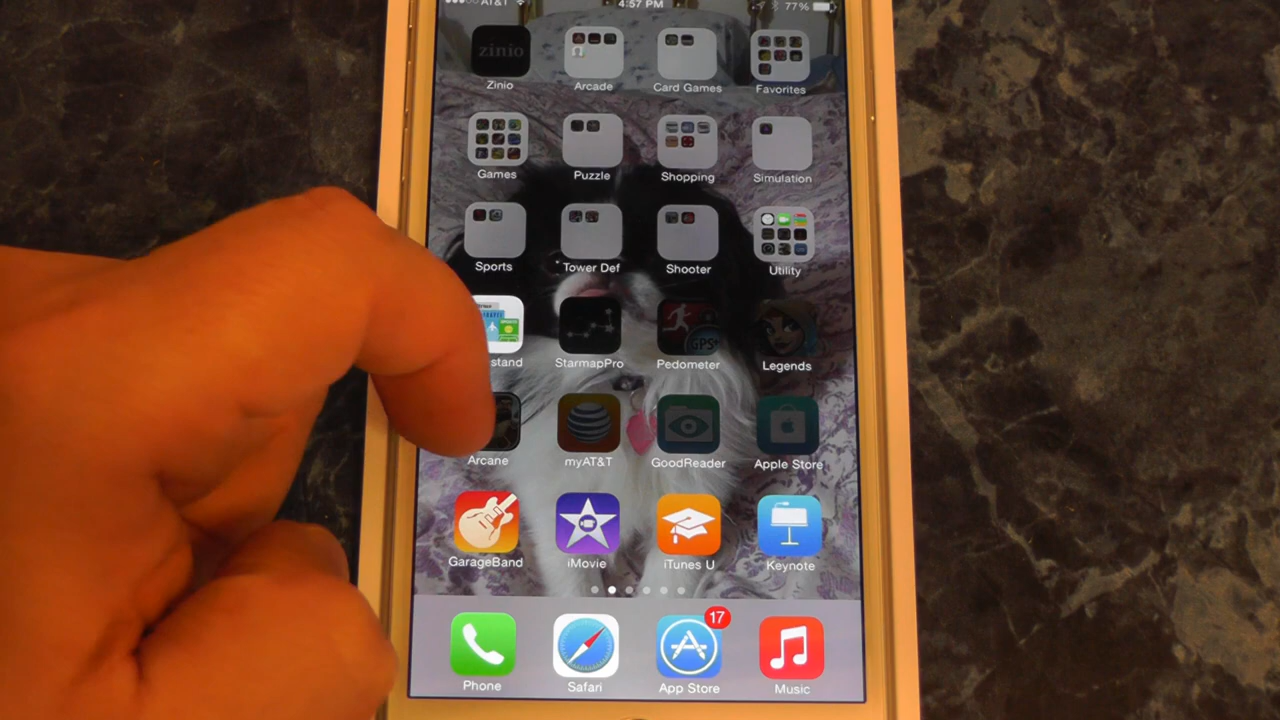 AT&T 4:57 PM 77%
zinio
Zinio Arcade Card Games Favorites
Games Puzzle Shopping Simulation
Sports Tower Def Shooter Utility
GPS+
stand StarmapPro Pedometer Legends
Arcane myAT&T GoodReader Apple Store
GarageBand iMovie iTunes U Keynote
17
Phone Safari App Store Music